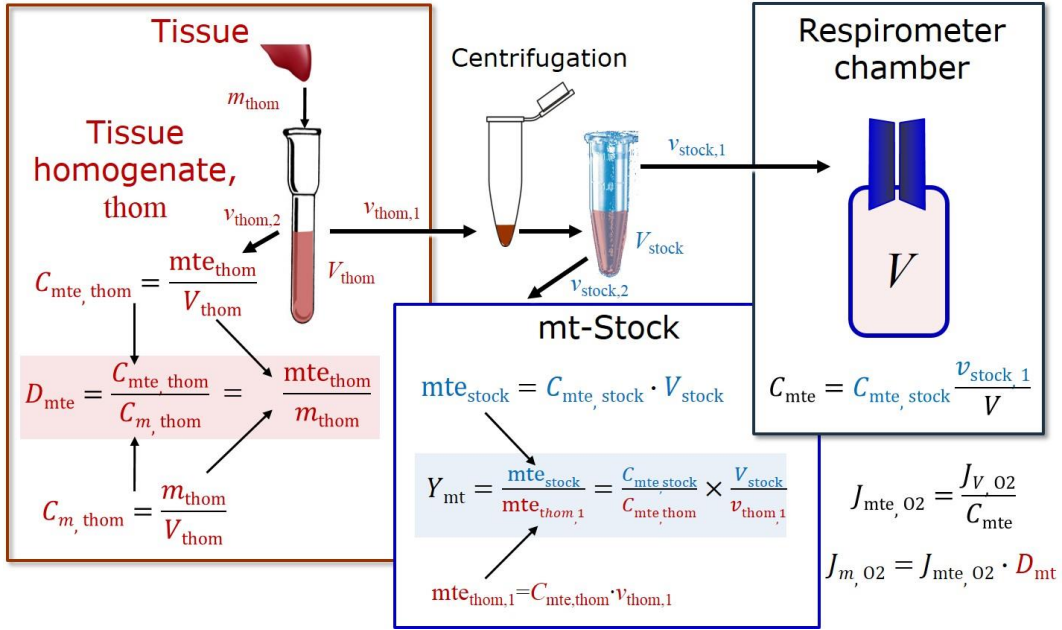 Tissue
m_thom
Tissue
homogenate,
thom
v_thom,2
v_thom,1
V_thom
C_mte, thom = mte_thom / V_thom
D_mte = C_mte, thom / C_m, thom = mte_thom / m_thom
C_m, thom = m_thom / V_thom
Centrifugation
1.0
V_stock
v_stock,1
v_stock,2
mt-Stock
mte_stock = C_mte, stock · V_stock
Y_mt = mte_stock / mte_thom,1 = C_mte,stock / C_mte,thom × V_stock / v_thom,1
mte_thom,1=C_mte,thom·v_thom,1
Respirometer
chamber
V
C_mte = C_mte, stock v_stock, 1 / V
J_mte, O2 = J_V, O2 / C_mte
J_m, O2 = J_mte, O2 · D_mt